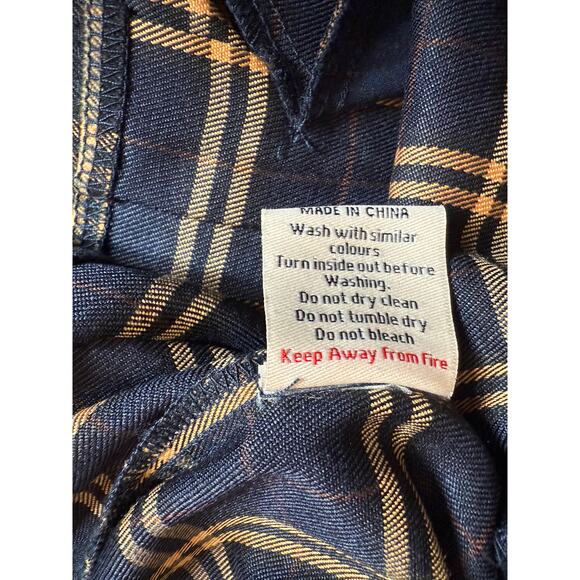 MADE IN CHINA
Wash with similar
colours
Turn inside out before
Washing.
Do not dry clean
Do not tumble dry
Do not bleach
Keep Away from Fire